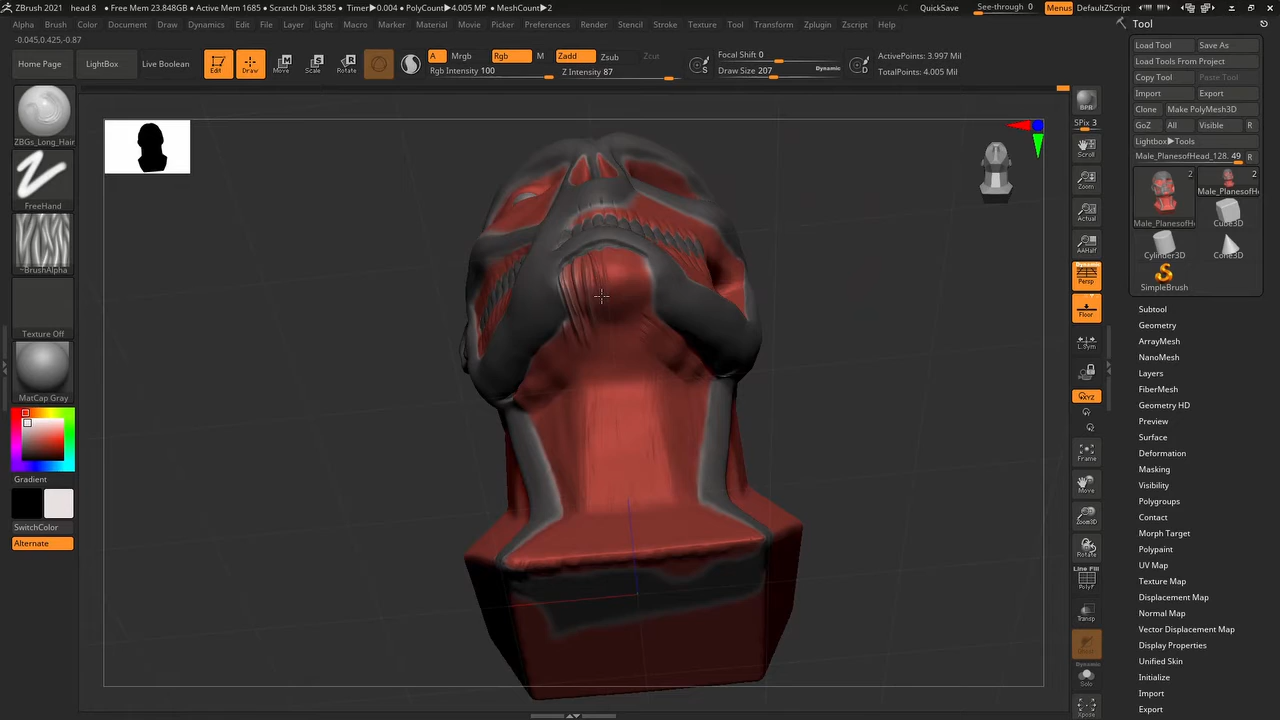 ZBrush 2021 head 8 • Free Mem 23.848GB • Active Mem 1685 • Scratch Disk 3585 • Timer▶0.004 • PolyCount▶4.005 MP • MeshCount▶2 AC QuickSave See-through 0 Menus DefaultZScript
Alpha Brush Color Document Draw Dynamics Edit File Layer Light Macro Marker Material Movie Picker Preferences Render Stencil Stroke Texture Tool Transform Zplugin Zscript Help
-0.045,0.425,-0.87
Home Page LightBox Live Boolean Edit Draw Move Scale Rotate A Mrgb Rgb M Zadd Zsub Zcut
Rgb Intensity 100 Z Intensity 87
Focal Shift 0
Draw Size 207 Dynamic
ActivePoints: 3.997 Mil
TotalPoints: 4.005 Mil
ZBGs_Long_Hair
FreeHand
~BrushAlpha
Texture Off
MatCap Gray
Gradient
SwitchColor
Alternate
BPR
SPix 3
Scroll
Zoom
Actual
AAHalf
Dynamic
Persp
Floor
L.Sym
XYZ
Frame
Move
Zoom3D
Rotate
Line Fill
PolyF
Transp
Dynamic
Solo
Xpose
Tool
Load Tool Save As
Load Tools From Project
Copy Tool Paste Tool
Import Export
Clone Make PolyMesh3D
GoZ All Visible R
Lightbox▶Tools
Male_PlanesofHead_128. 49 R
2 2
Male_PlanesofHe
Male_PlanesofH Cube3D
Cylinder3D Cone3D
SimpleBrush
Subtool
Geometry
ArrayMesh
NanoMesh
Layers
FiberMesh
Geometry HD
Preview
Surface
Deformation
Masking
Visibility
Polygroups
Contact
Morph Target
Polypaint
UV Map
Texture Map
Displacement Map
Normal Map
Vector Displacement Map
Display Properties
Unified Skin
Initialize
Import
Export